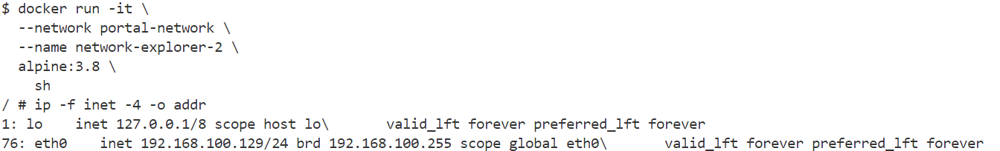 $ docker run -it \
  --network portal-network \
  --name network-explorer-2 \
  alpine:3.8 \
    sh
/ # ip -f inet -4 -o addr
1: lo    inet 127.0.0.1/8 scope host lo\       valid_lft forever preferred_lft forever
76: eth0    inet 192.168.100.129/24 brd 192.168.100.255 scope global eth0\       valid_lft forever preferred_lft forever